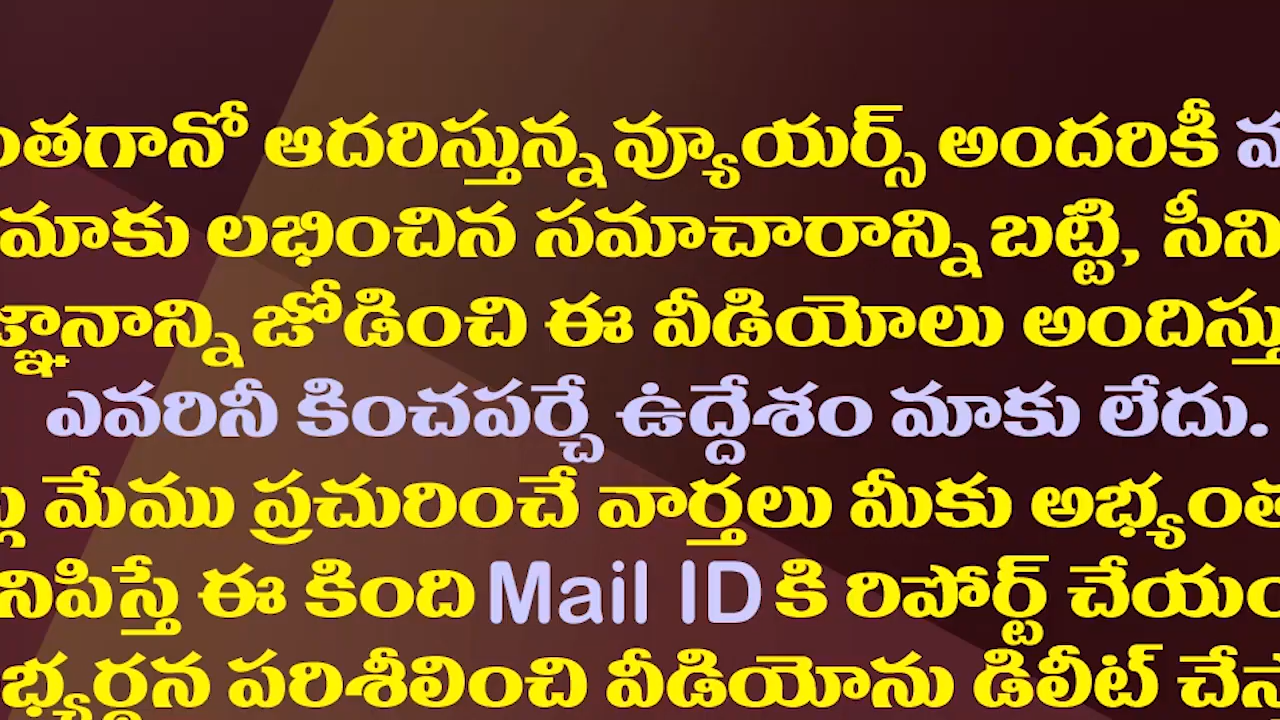 ంతగానో ఆదరిస్తున్న వ్యూయర్స్ అందరికీ
మాకు లభించిన సమాచారాన్ని బట్టి, సీని
జ్ఞానాన్ని జోడించి ఈ వీడియోలు అందిస్తు
ఎవరినీ కించపర్చే ఉద్దేశం మాకు లేదు.
మేము ప్రచురించే వార్తలు మీకు అభ్యంత
నిపిస్తే ఈ కింది Mail ID కి రిపోర్ట్ చేయం
భ్యర్ధన పరిశీలించి వీడియోను డిలీట్ చేస